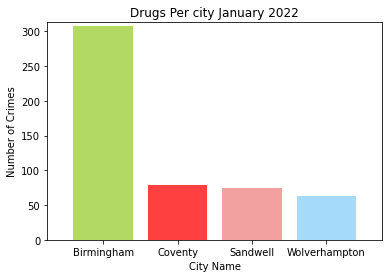 Drugs Per city January 2022
Number of Crimes
300
250
200
150
100
50
0
Birmingham
Coventy
Sandwell
Wolverhampton
City Name